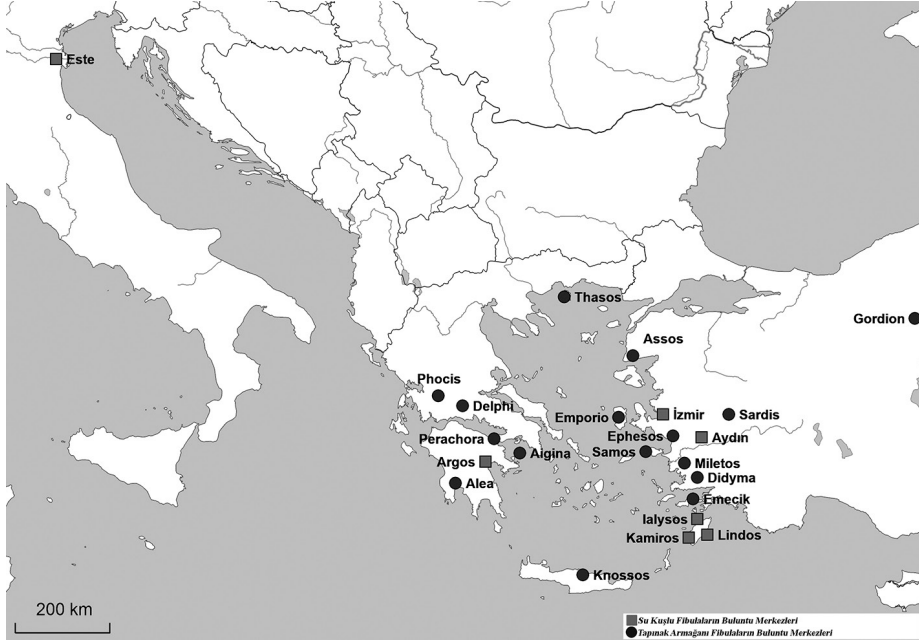 Este
Thasos
Gordion
Assos
Phocis
Delphi
Emporio
İzmir
Sardis
Perachora
Ephesos
Aydın
Aigina
Samos
Argos
Miletos
Alea
Didyma
Emecik
Ialysos
Kamiros
Lindos
Knossos
200 km
Su Kuşlu Fibulaların Buluntu Merkezleri
Tapınak Armağanı Fibulaların Buluntu Merkezleri